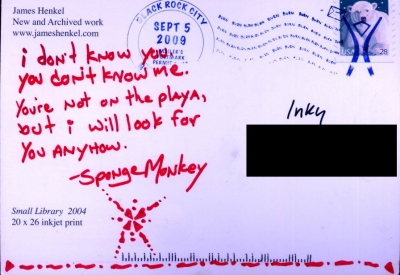 James Henkel
New and Archived work
www.jameshenkel.com
BLACK ROCK CITY
SEPT 5
2009
i don't know you,
you don't know me.
You're not on the playa,
but i will look for
You anyhow.
-SpongeMonkey
Inky
28
Small Library 2004
20 x 26 inkjet print